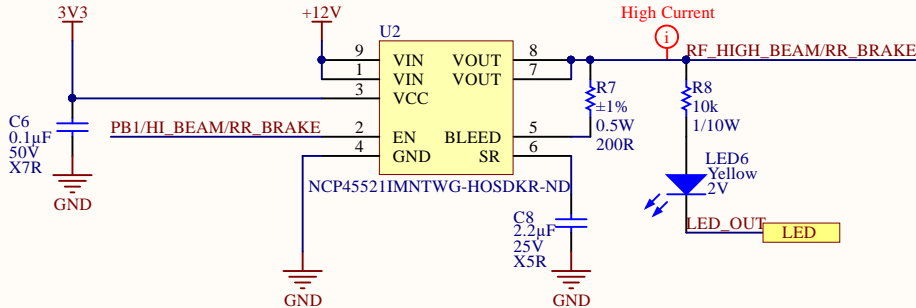 High Current
3V3
+12V
U2
i
RF_HIGH_BEAM/RR_BRAKE
9
VIN
VOUT
8
1
VIN
VOUT
7
3
VCC
R7
±1%
0.5W
200R
R8
10k
1/10W
C6
0.1µF
50V
X7R
PB1/HI_BEAM/RR_BRAKE
2
EN
BLEED
5
4
GND
SR
6
LED6
Yellow
2V
NCP45521IMNTWG-HOSDKR-ND
GND
C8
2.2µF
25V
X5R
LED_OUT
LED
GND
GND